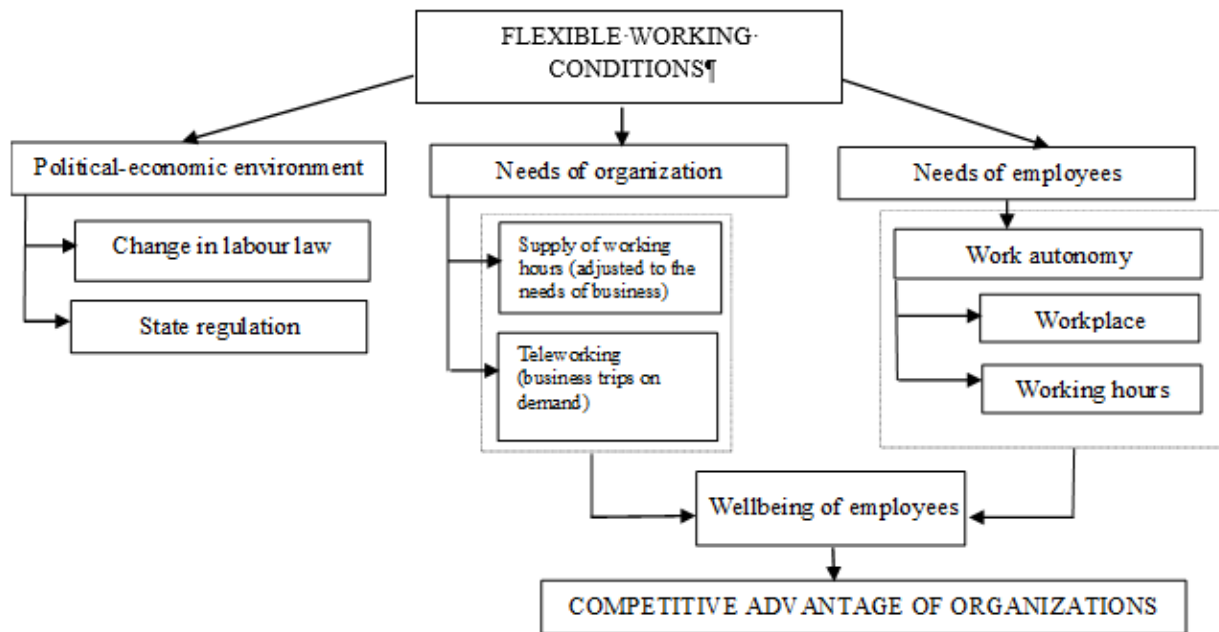 FLEXIBLE·WORKING·
CONDITIONS¶
Political-economic environment
Needs of organization
Needs of employees
Change in labour law
State regulation
Supply of working
hours (adjusted to the
needs of business)
Teleworking
(business trips on
demand)
Work autonomy
Workplace
Working hours
Wellbeing of employees
COMPETITIVE ADVANTAGE OF ORGANIZATIONS